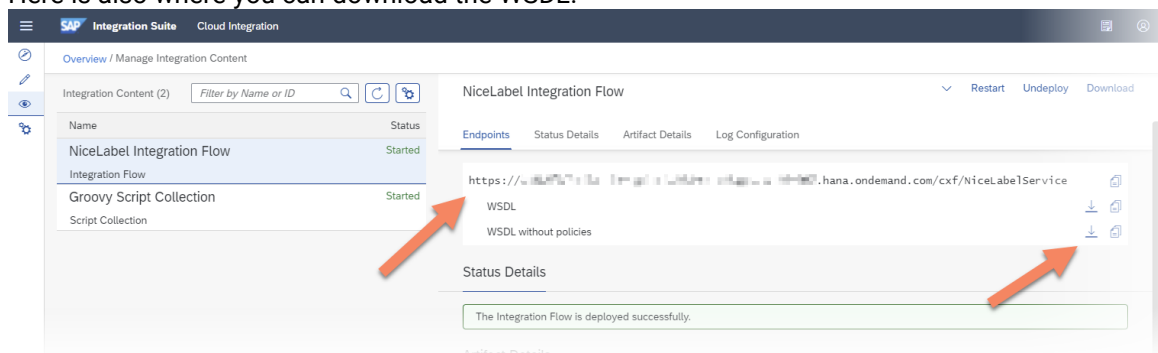 Here is also where you can download the WSDL.
SAP Integration Suite Cloud Integration
Overview / Manage Integration Content
Integration Content (2) Filter by Name or ID
NiceLabel Integration Flow Restart Undeploy Download
Name Status
Endpoints Status Details Artifact Details Log Configuration
NiceLabel Integration Flow Started
Integration Flow
https:// .hana.ondemand.com/cxf/NiceLabelService
Groovy Script Collection Started
WSDL
Script Collection
WSDL without policies
Status Details
The Integration Flow is deployed successfully.
Artifact Details